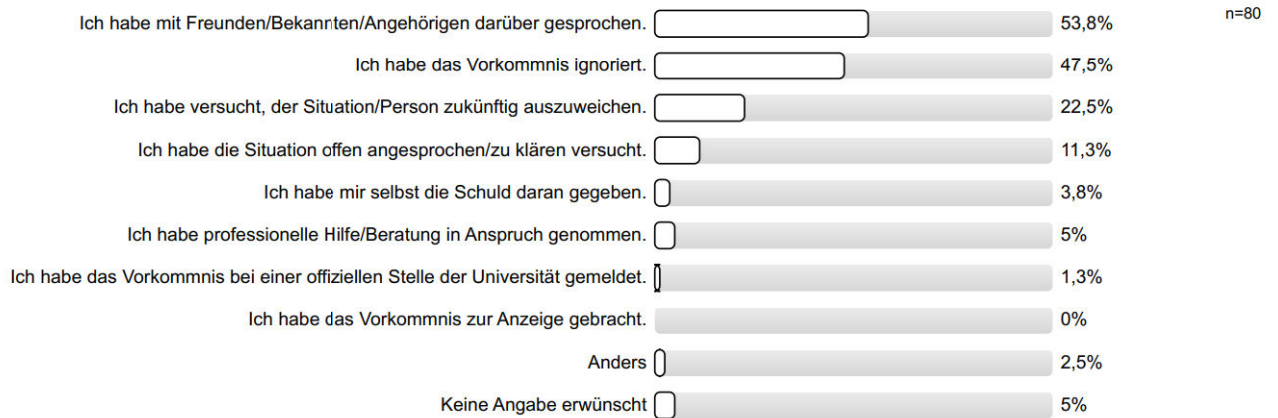 n=80
Ich habe mit Freunden/Bekannten/Angehörigen darüber gesprochen. 53,8%
Ich habe das Vorkommnis ignoriert. 47,5%
Ich habe versucht, der Situation/Person zukünftig auszuweichen. 22,5%
Ich habe die Situation offen angesprochen/zu klären versucht. 11,3%
Ich habe mir selbst die Schuld daran gegeben. 3,8%
Ich habe professionelle Hilfe/Beratung in Anspruch genommen. 5%
Ich habe das Vorkommnis bei einer offiziellen Stelle der Universität gemeldet. 1,3%
Ich habe das Vorkommnis zur Anzeige gebracht. 0%
Anders 2,5%
Keine Angabe erwünscht 5%